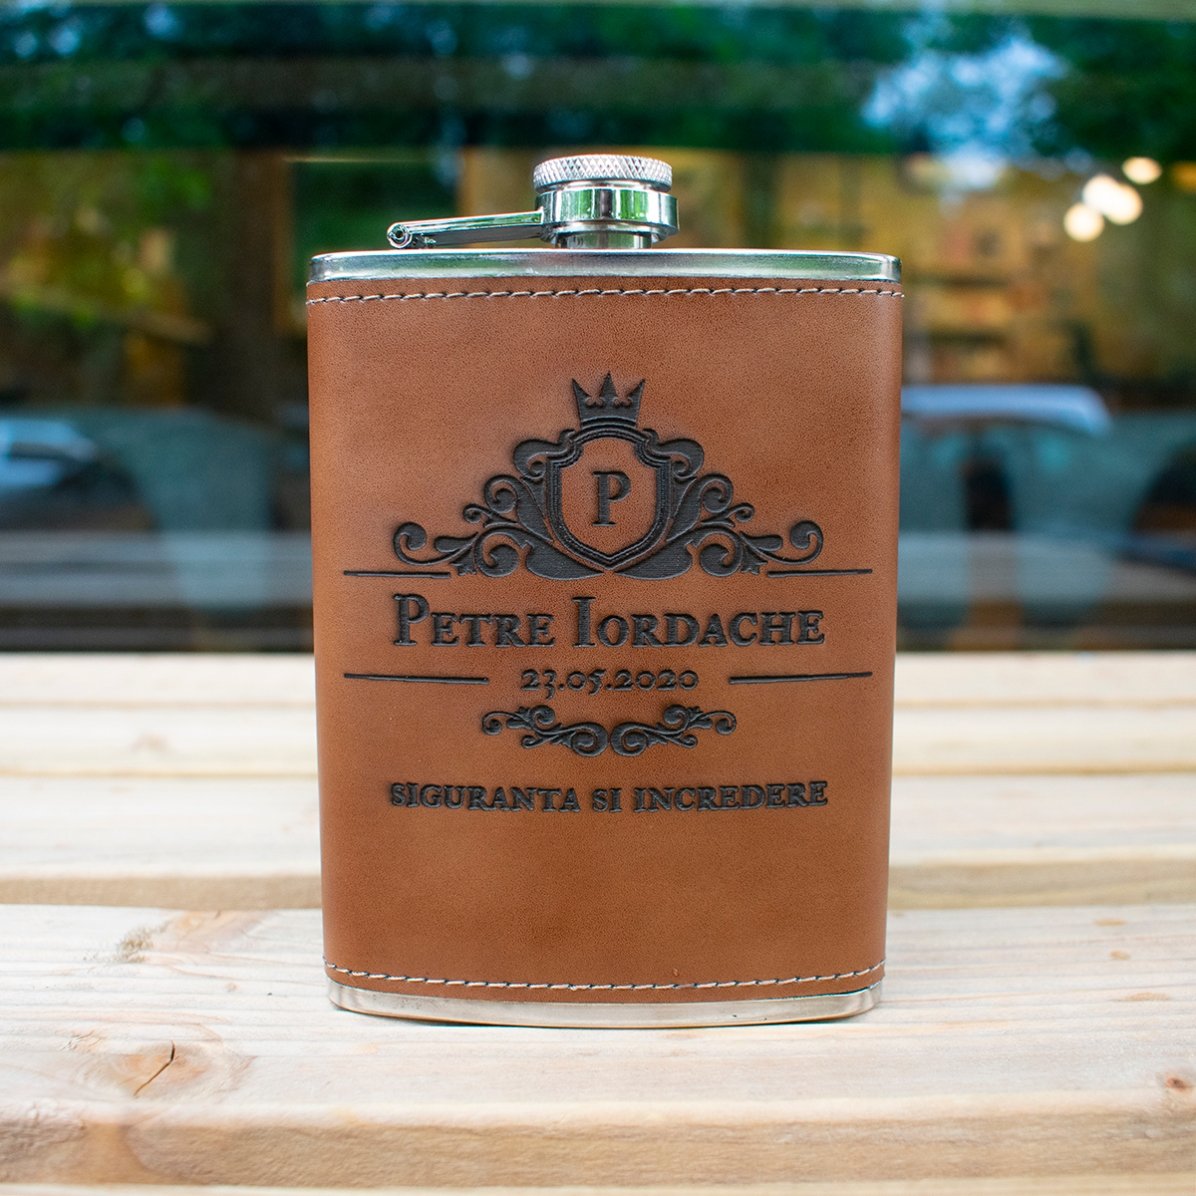 P
Petre Iordache
23.05.2020
SIGURANTA SI INCREDERE